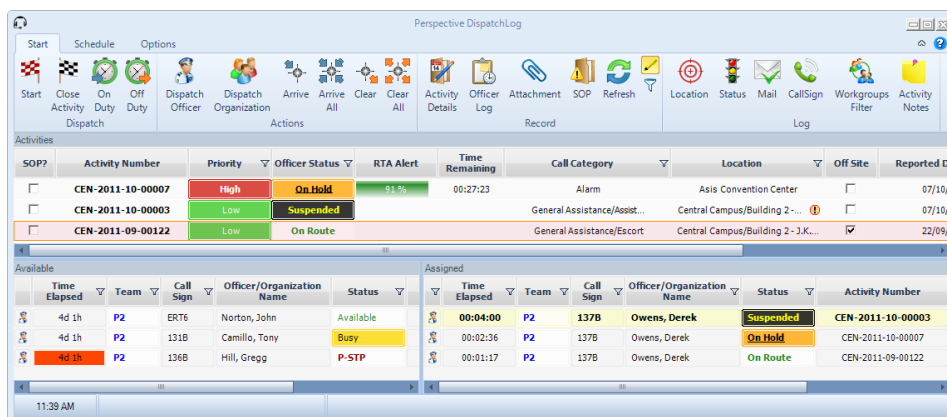 Perspective DispatchLog
Start Schedule Options
Start Close Activity On Duty Off Duty Dispatch Officer Dispatch Organization Arrive Arrive All Clear Clear All Activity Details Officer Log Attachment SOP Refresh Location Status Mail CallSign Workgroups Filter Activity Notes
Dispatch Actions Record Log
Activities
SOP? Activity Number Priority Officer Status RTA Alert Time Remaining Call Category Location Off Site Reported D
CEN-2011-10-00007 High On Hold 91 % 00:27:23 Alarm Asis Convention Center 07/10/
CEN-2011-10-00003 Low Suspended General Assistance/Assist... Central Campus/Building 2 -... 07/10/
CEN-2011-09-00122 Low On Route General Assistance/Escort Central Campus/Building 2 - J.K.... 22/09/
Available
Time Elapsed Team Call Sign Officer/Organization Name Status
4d 1h P2 ERT6 Norton, John Available
4d 1h P2 131B Camillo, Tony Busy
4d 1h P2 136B Hill, Gregg P-STP
Assigned
Time Elapsed Team Call Sign Officer/Organization Name Status Activity Number
00:04:00 P2 137B Owens, Derek Suspended CEN-2011-10-00003
00:02:36 P2 137B Owens, Derek On Hold CEN-2011-10-00007
00:01:17 P2 137B Owens, Derek On Route CEN-2011-09-00122
11:39 AM